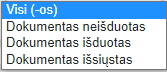 Visi (-os)
Dokumentas neišduotas
Dokumentas išduotas
Dokumentas išsiųstas